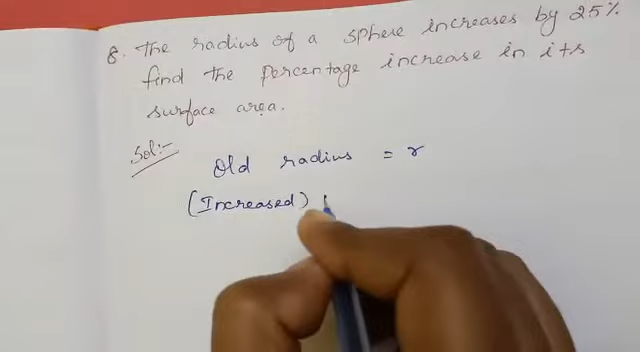 8. The radius of a sphere increases by 25%
find the percentage increase in its
surface area.
Sol:-
Old radius = r
(Increased)